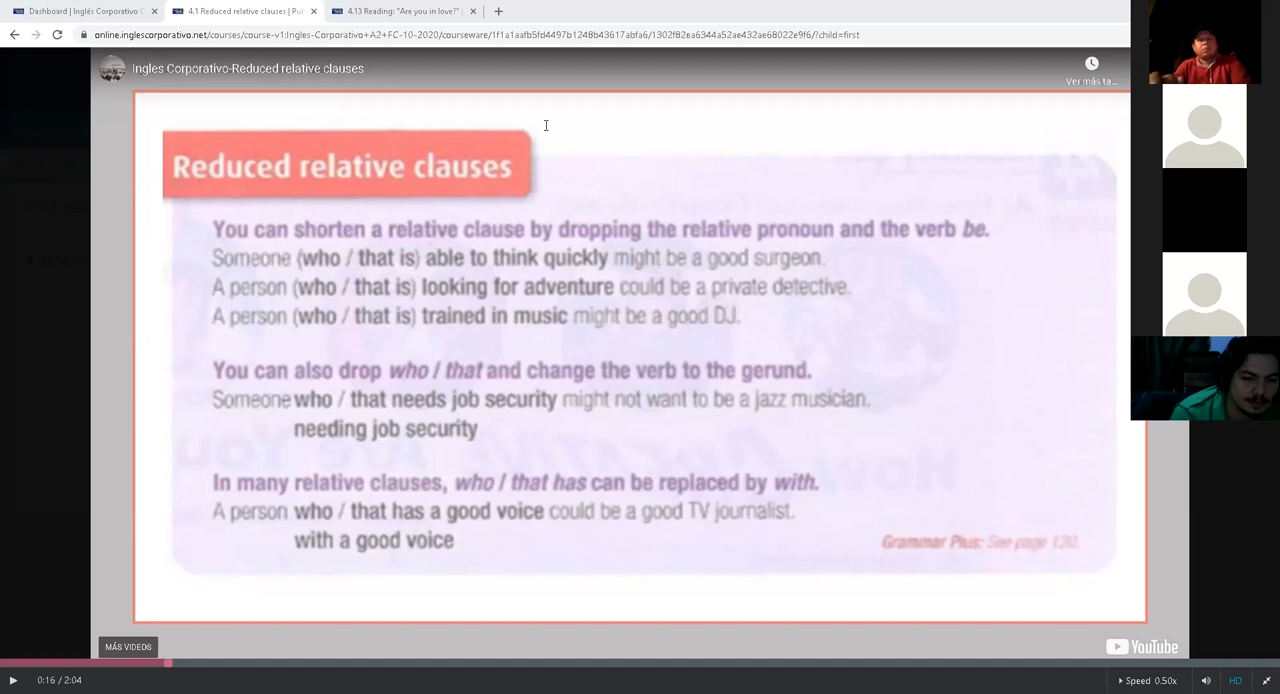 Dashboard | Inglés Corporativo
4.1 Reduced relative clauses | Pu
4.13 Reading: "Are you in love?" |
online.inglescorporativo.net/courses/course-v1:Ingles-Corporativo+A2+FC-10-2020/courseware/1f1a1aafb5fd4497b1248b43617abfa6/1302f82ea6344a52ae432ae68022e9f6/?child=first
Ingles Corporativo-Reduced relative clauses
Ver más ta...
Reduced relative clauses
You can shorten a relative clause by dropping the relative pronoun and the verb be.
Someone (who / that is) able to think quickly might be a good surgeon.
A person (who / that is) looking for adventure could be a private detective.
A person (who / that is) trained in music might be a good DJ.
You can also drop who / that and change the verb to the gerund.
Someone who / that needs job security might not want to be a jazz musician.
needing job security
In many relative clauses, who / that has can be replaced by with.
A person who / that has a good voice could be a good TV journalist.
with a good voice
Grammar Plus: See page 120.
MÁS VIDEOS
YouTube
0:16 / 2:04
Speed 0.50x
HD